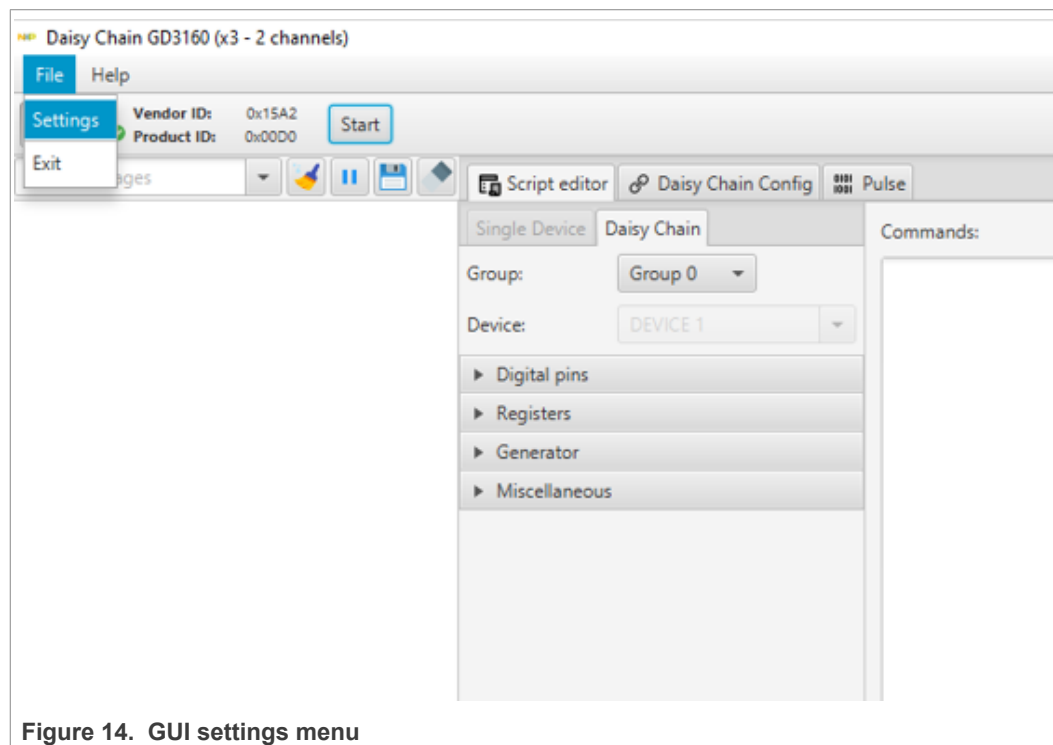 Daisy Chain GD3160 (x3 - 2 channels)
File Help
Settings Vendor ID: 0x15A2 Start
Product ID: 0x00D0
Exit
ages
Script editor Daisy Chain Config Pulse
Single Device Daisy Chain Commands:
Group: Group 0
Device: DEVICE 1
Digital pins
Registers
Generator
Miscellaneous
Figure 14. GUI settings menu